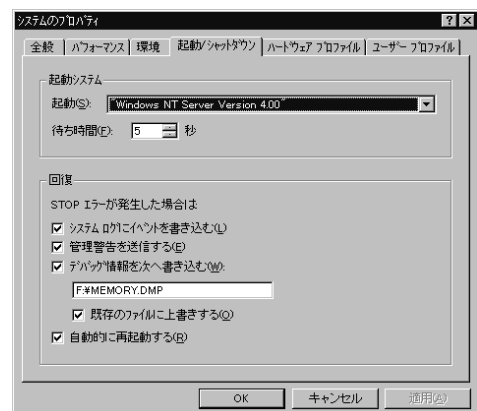 システムのプロパティ
全般 パフォーマンス 環境 起動/シャットダウン ハードウェア プロファイル ユーザー プロファイル
起動システム
起動(S): "Windows NT Server Version 4.00"
待ち時間(F): 5 秒
回復
STOP エラーが発生した場合は
システム ログにイベントを書き込む(L)
管理警告を送信する(E)
デバッグ情報を次へ書き込む(W):
F:¥MEMORY.DMP
既存のファイルに上書きする(O)
自動的に再起動する(R)
OK キャンセル 適用(A)